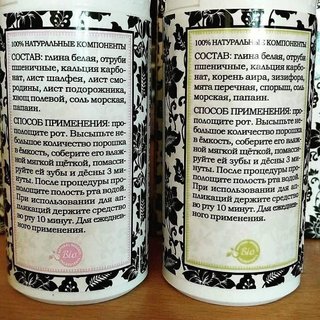 100% НАТУРАЛЬНЫЕ КОМПОНЕНТЫ
СОСТАВ: глина белая, отруби
пшеничные, кальция карбо-
нат, лист шалфея, лист смо-
родины, лист подорожника,
хвощ полевой, соль морская,
папаин.
СПОСОБ ПРИМЕНЕНИЯ: про-
полощите рот. Высыпьте не-
большое количество порошка
в ёмкость, соберите его влаж-
ной мягкой щёткой, помасси-
руйте ей зубы и дёсны 3 ми-
нуты. После процедуры про-
полощите полость рта водой.
При использовании для ап-
пликаций держите средство
во рту 10 минут. Для ежеднев-
ного применения.
Bio
100% НАТУРАЛЬНЫЕ КОМПОНЕНТЫ
СОСТАВ: глина белая, отруби
пшеничные, кальция карбо-
нат, корень аира, зизифора,
мята перечная, спорыш, соль
морская, папаин.
СПОСОБ ПРИМЕНЕНИЯ: про-
полощите рот. Высыпьте не-
большое количество порошка
в ёмкость, соберите его влаж-
ной мягкой щёткой, помасси-
руйте ей зубы и дёсны 3 ми-
нуты. После процедуры про-
полощите полость рта водой.
При использовании для ап-
пликаций держите средство
во рту 10 минут. Для ежеднев-
ного применения.
Bio